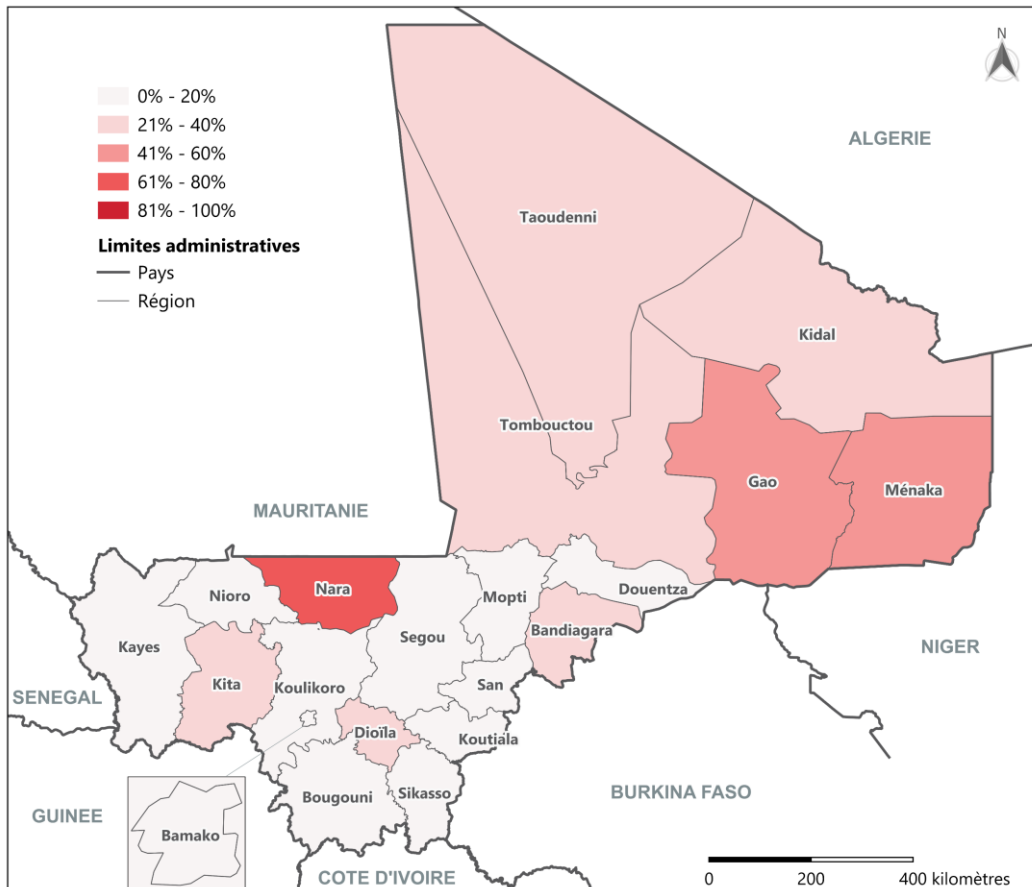 N
0% - 20%
21% - 40%
41% - 60%
61% - 80%
81% - 100%
Limites administratives
Pays
Région
ALGERIE
Taoudenni
Kidal
Tombouctou
Gao
Ménaka
MAURITANIE
Nioro
Nara
Mopti
Douentza
Kayes
Segou
Bandiagara
NIGER
SENEGAL
Kita
Koulikoro
San
Dioïla
Koutiala
Bougouni
Sikasso
BURKINA FASO
GUINEE
Bamako
COTE D'IVOIRE
0 200 400 kilomètres